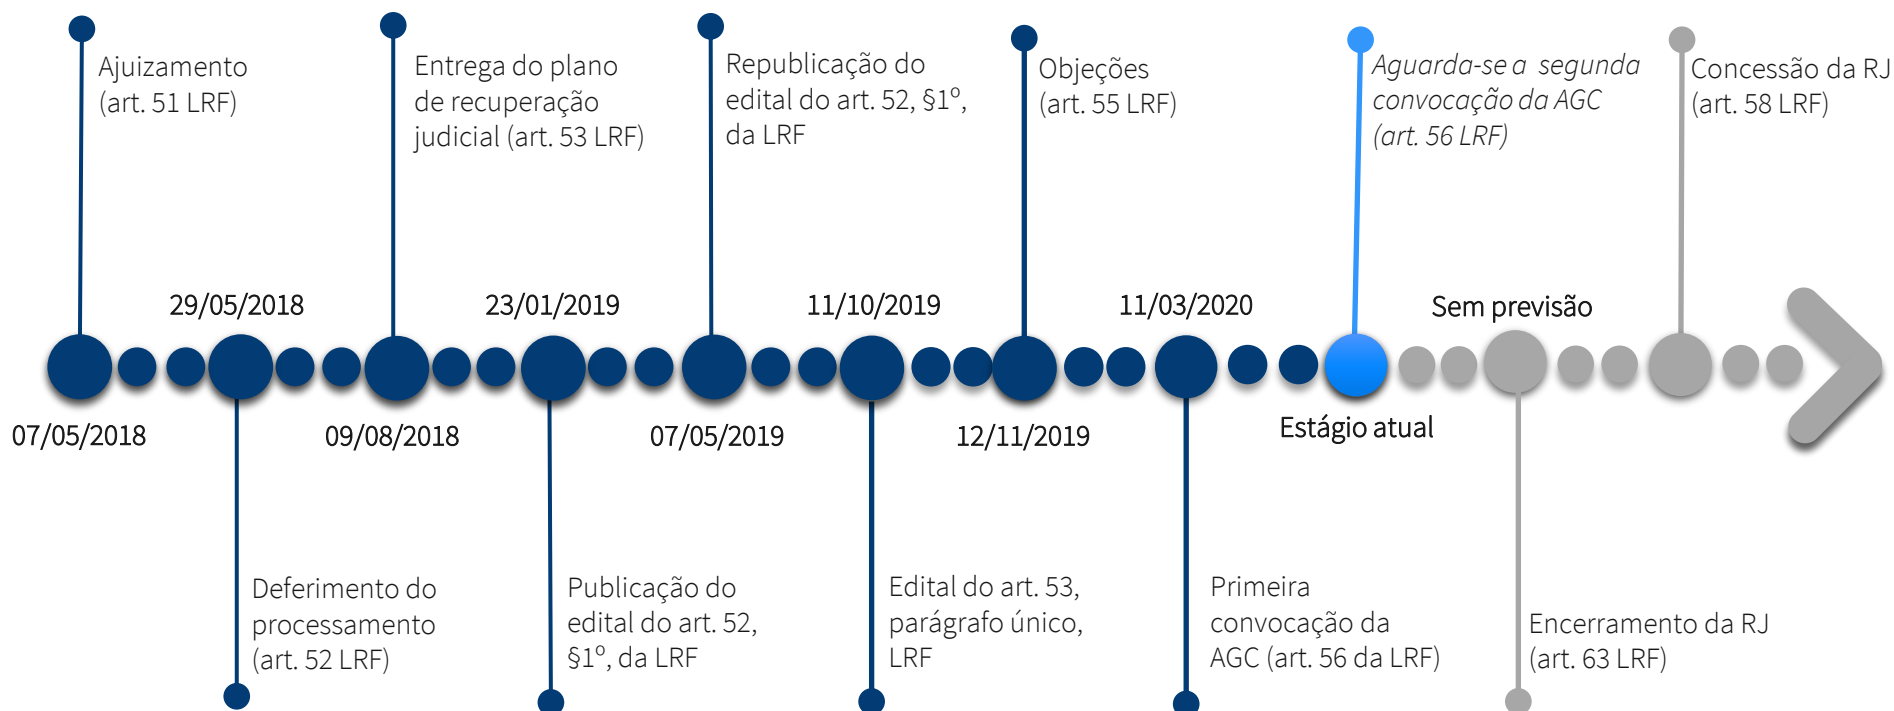 Ajuizamento
(art. 51 LRF)
Entrega do plano
de recuperação
judicial (art. 53 LRF)
Republicação do
edital do art. 52, §1º,
da LRF
Objeções
(art. 55 LRF)
Aguarda-se a segunda
convocação da AGC
(art. 56 LRF)
Concessão da RJ
(art. 58 LRF)
29/05/2018
23/01/2019
11/10/2019
11/03/2020
Sem previsão
07/05/2018
09/08/2018
07/05/2019
12/11/2019
Estágio atual
Deferimento do
processamento
(art. 52 LRF)
Publicação do
edital do art. 52,
§1º, da LRF
Edital do art. 53,
parágrafo único,
LRF
Primeira
convocação da
AGC (art. 56 da LRF)
Encerramento da RJ
(art. 63 LRF)